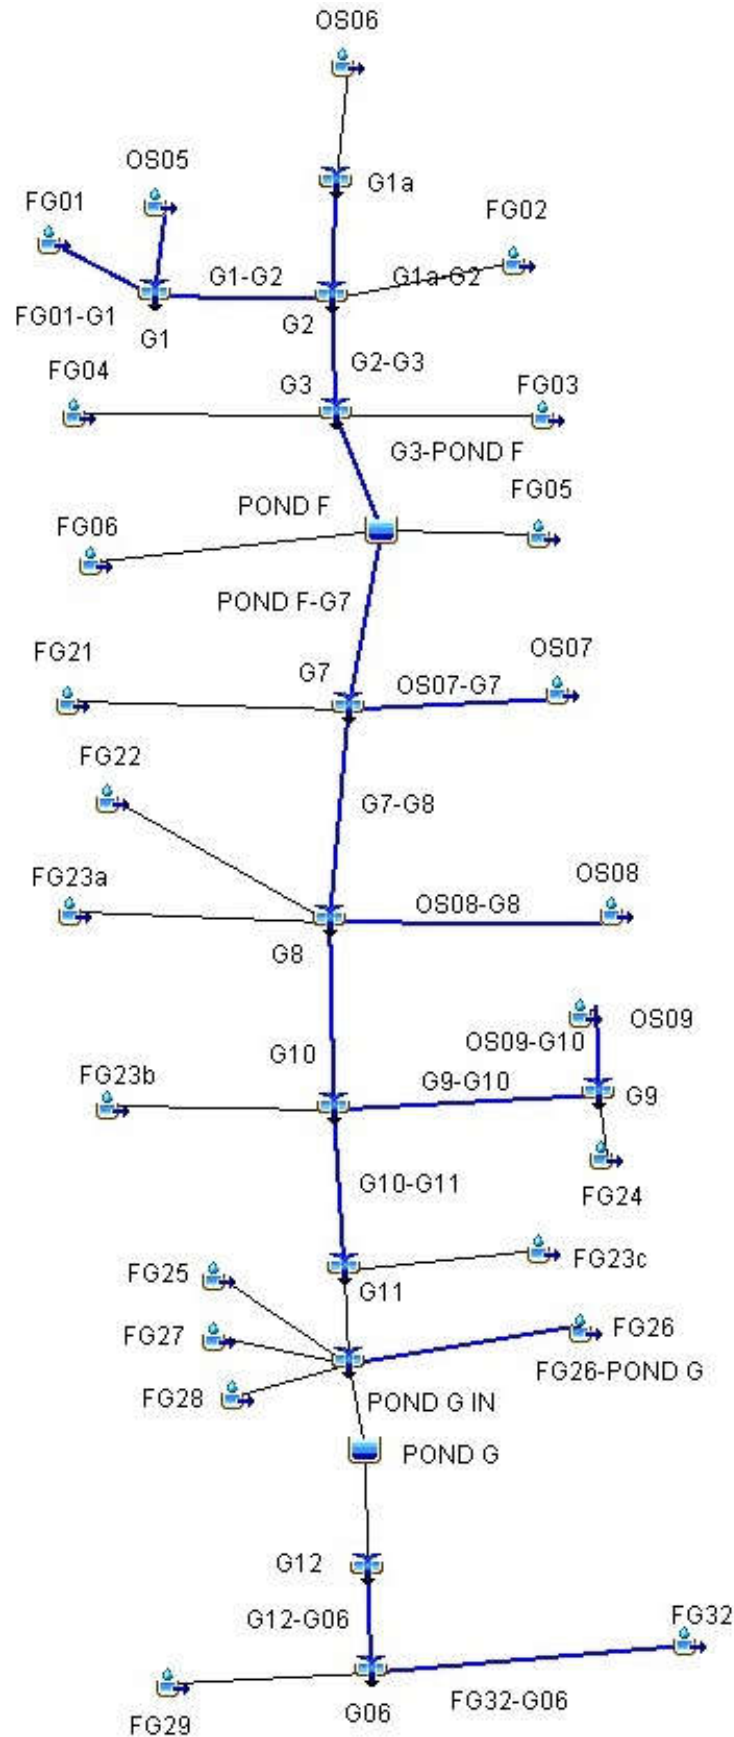 OS06
OS05
G1a
FG01
FG02
G1-G2
G1a-G2
FG01-G1
G1
G2
G2-G3
FG04
G3
FG03
G3-POND F
POND F
FG05
FG06
POND F-G7
FG21
G7
OS07-G7
OS07
FG22
G7-G8
FG23a
OS08-G8
OS08
G8
OS09
OS09-G10
G10
G9-G10
FG23b
G9
G10-G11
FG24
FG25
FG23c
G11
FG27
FG26
FG26-POND G
FG28
POND G IN
POND G
G12
G12-G06
FG32
FG32-G06
FG29
G06